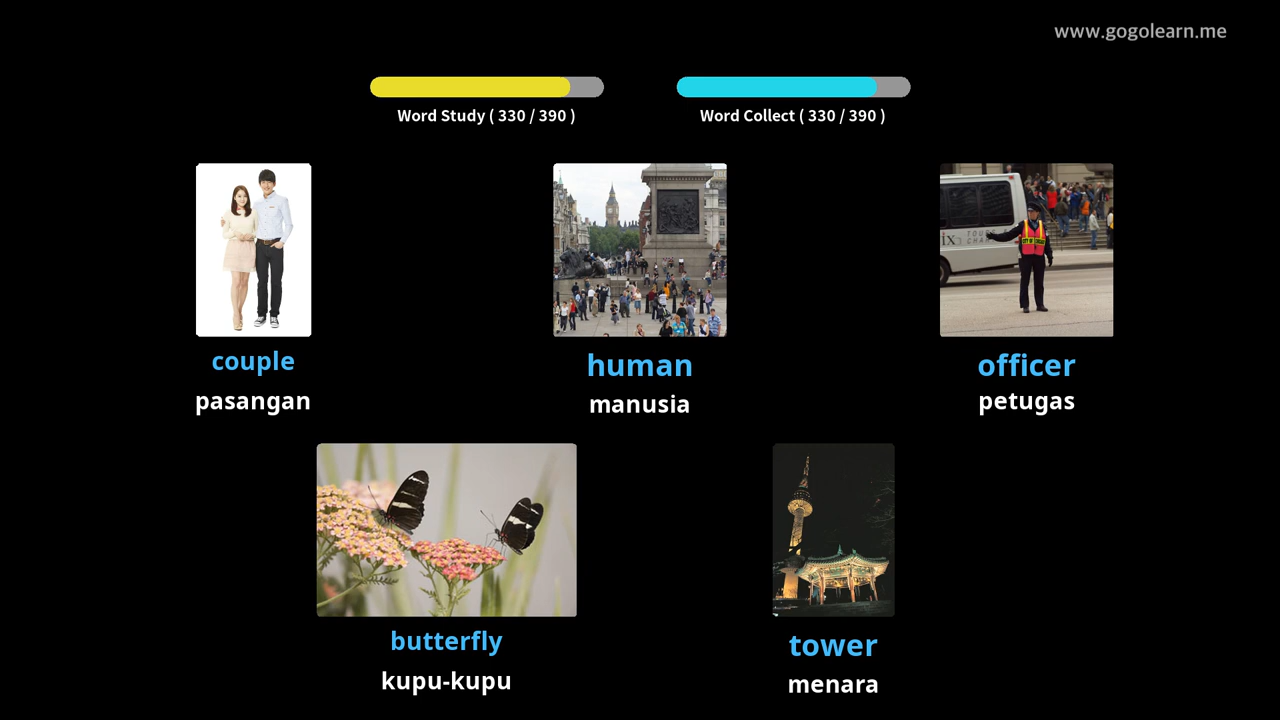 www.gogolearn.me
Word Study ( 330 / 390 )
Word Collect ( 330 / 390 )
couple
pasangan
human
manusia
officer
petugas
butterfly
kupu-kupu
tower
menara